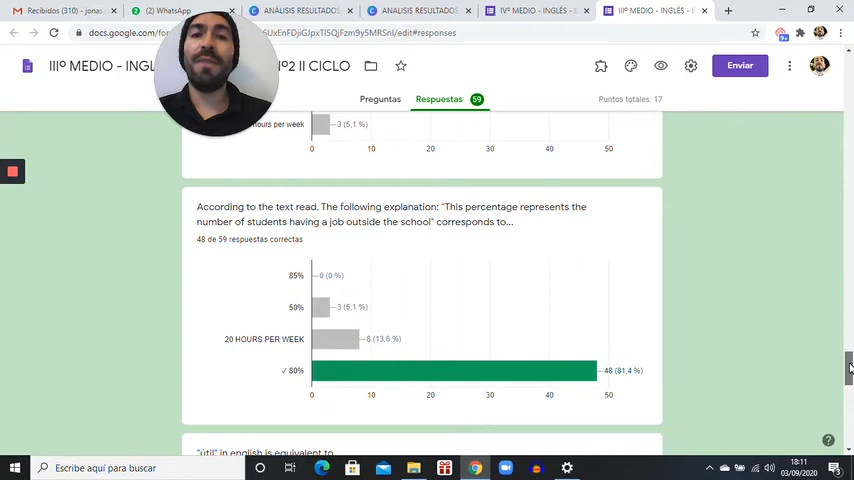 Recibidos (310) - jonas
(2) WhatsApp
ANÁLISIS RESULTADOS
ANALISIS RESULTADOS
IVº MEDIO - INGLÉS - E
IIIº MEDIO - INGLÉS - E
docs.google.com/for
UxEnFDjiGJpxTI5QjFzm9y5MRSnI/edit#responses
IIIº MEDIO - INGL
Nº2 II CICLO
Enviar
Preguntas
Respuestas 59
Puntos totales: 17
hours per week
3 (5,1 %)
0 10 20 30 40 50
According to the text read. The following explanation: "This percentage represents the
number of students having a job outside the school" corresponds to...
48 de 59 respuestas correctas
85%
0 (0 %)
50%
3 (5,1 %)
20 HOURS PER WEEK
8 (13,6 %)
✓ 80%
48 (81,4 %)
0 10 20 30 40 50
"útil" in english is equivalent to
Escribe aquí para buscar
18:11
03/09/2020